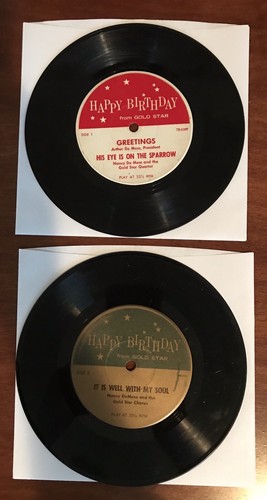 HAPPY BIRTHDAY
from GOLD STAR
SIDE 1
GREETINGS
Arthur De Moss, President
HIS EYE IS ON THE SPARROW
Nancy De Moss and the
Gold Star Quartet
PLAY AT 33⅓ RPM
HAPPY BIRTHDAY
from GOLD STAR
SIDE 2
IT IS WELL WITH MY SOUL
Nancy DeMoss and the
Gold Star Chorus
PLAY AT 33⅓ RPM